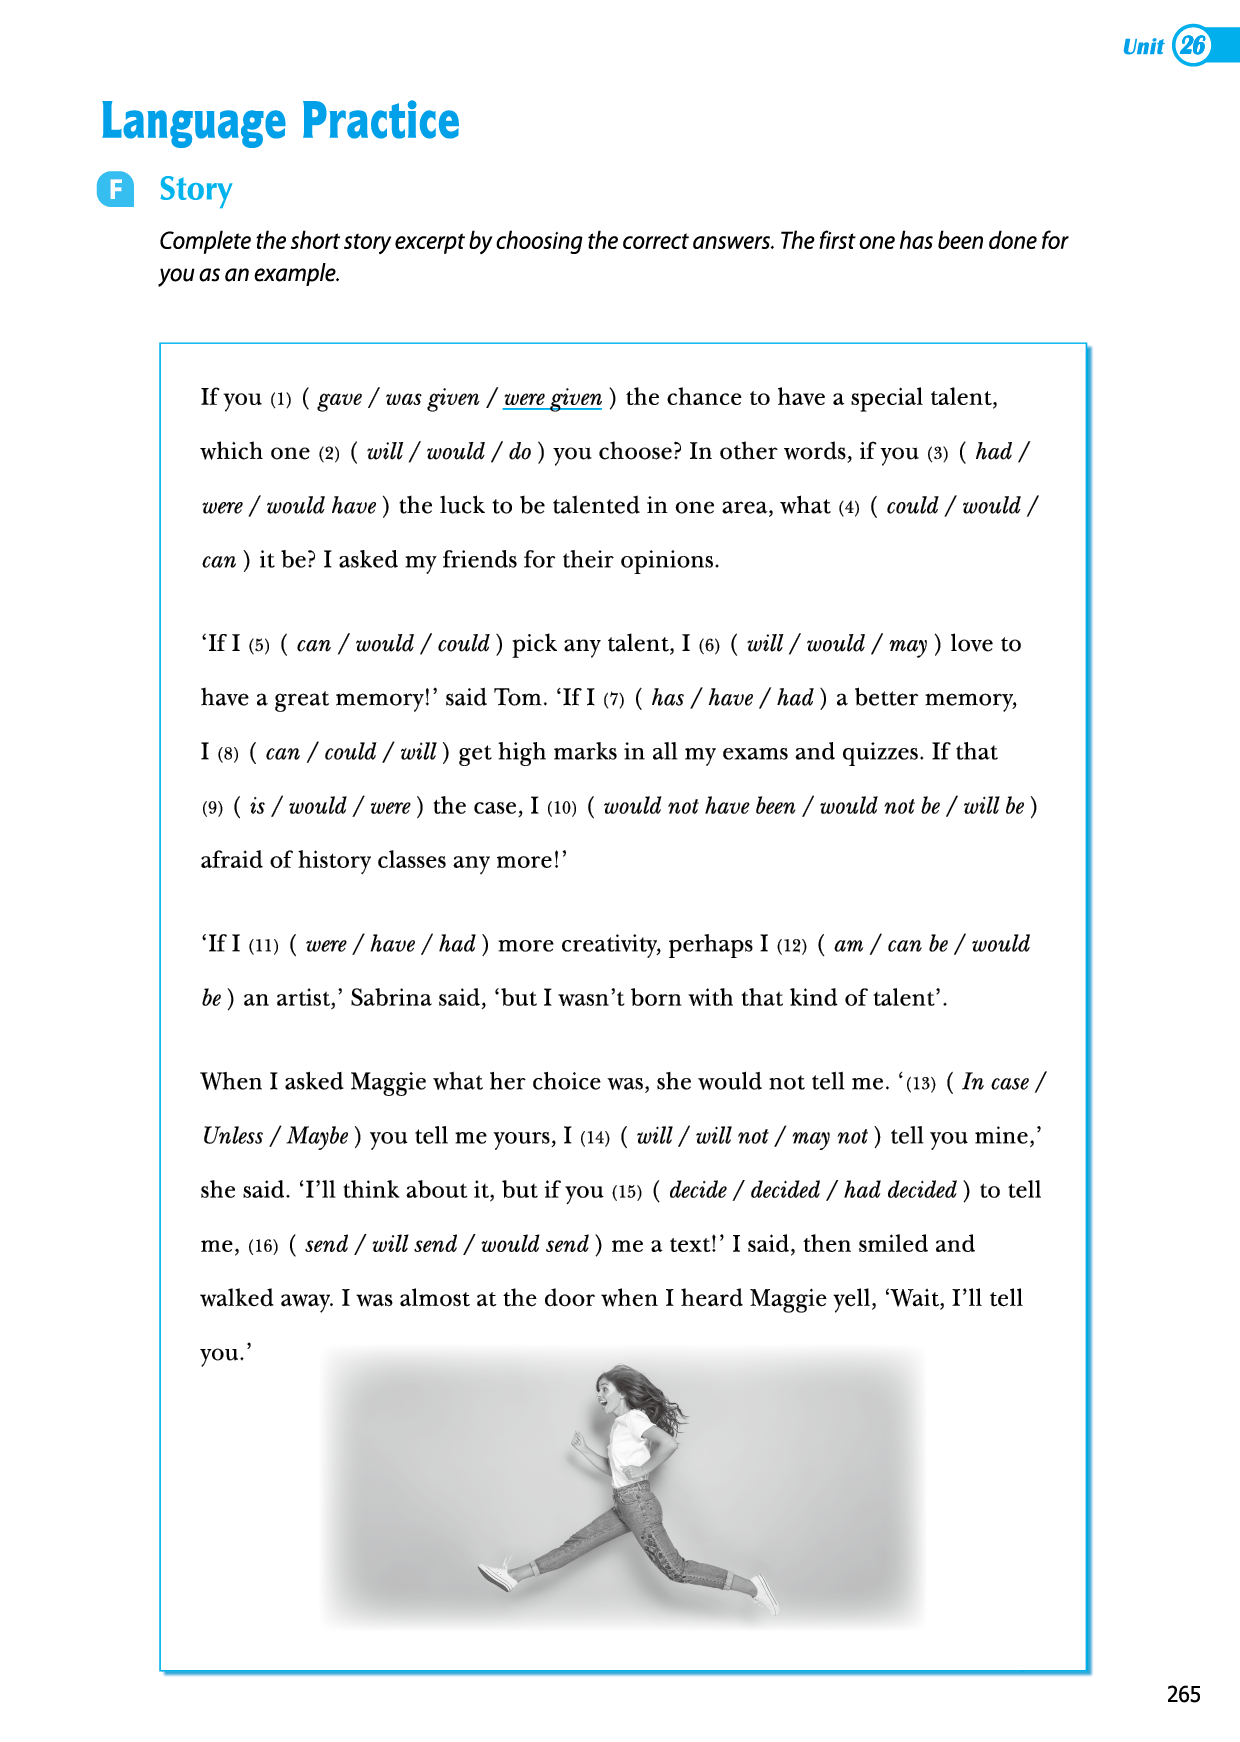 Unit 26
Language Practice
F Story
Complete the short story excerpt by choosing the correct answers. The first one has been done for
you as an example.
If you (1) ( gave / was given / were given ) the chance to have a special talent,
which one (2) ( will / would / do ) you choose? In other words, if you (3) ( had /
were / would have ) the luck to be talented in one area, what (4) ( could / would /
can ) it be? I asked my friends for their opinions.
‘If I (5) ( can / would / could ) pick any talent, I (6) ( will / would / may ) love to
have a great memory!’ said Tom. ‘If I (7) ( has / have / had ) a better memory,
I (8) ( can / could / will ) get high marks in all my exams and quizzes. If that
(9) ( is / would / were ) the case, I (10) ( would not have been / would not be / will be )
afraid of history classes any more!’
‘If I (11) ( were / have / had ) more creativity, perhaps I (12) ( am / can be / would
be ) an artist,’ Sabrina said, ‘but I wasn’t born with that kind of talent’.
When I asked Maggie what her choice was, she would not tell me. ‘(13) ( In case /
Unless / Maybe ) you tell me yours, I (14) ( will / will not / may not ) tell you mine,’
she said. ‘I’ll think about it, but if you (15) ( decide / decided / had decided ) to tell
me, (16) ( send / will send / would send ) me a text!’ I said, then smiled and
walked away. I was almost at the door when I heard Maggie yell, ‘Wait, I’ll tell
you.’
265